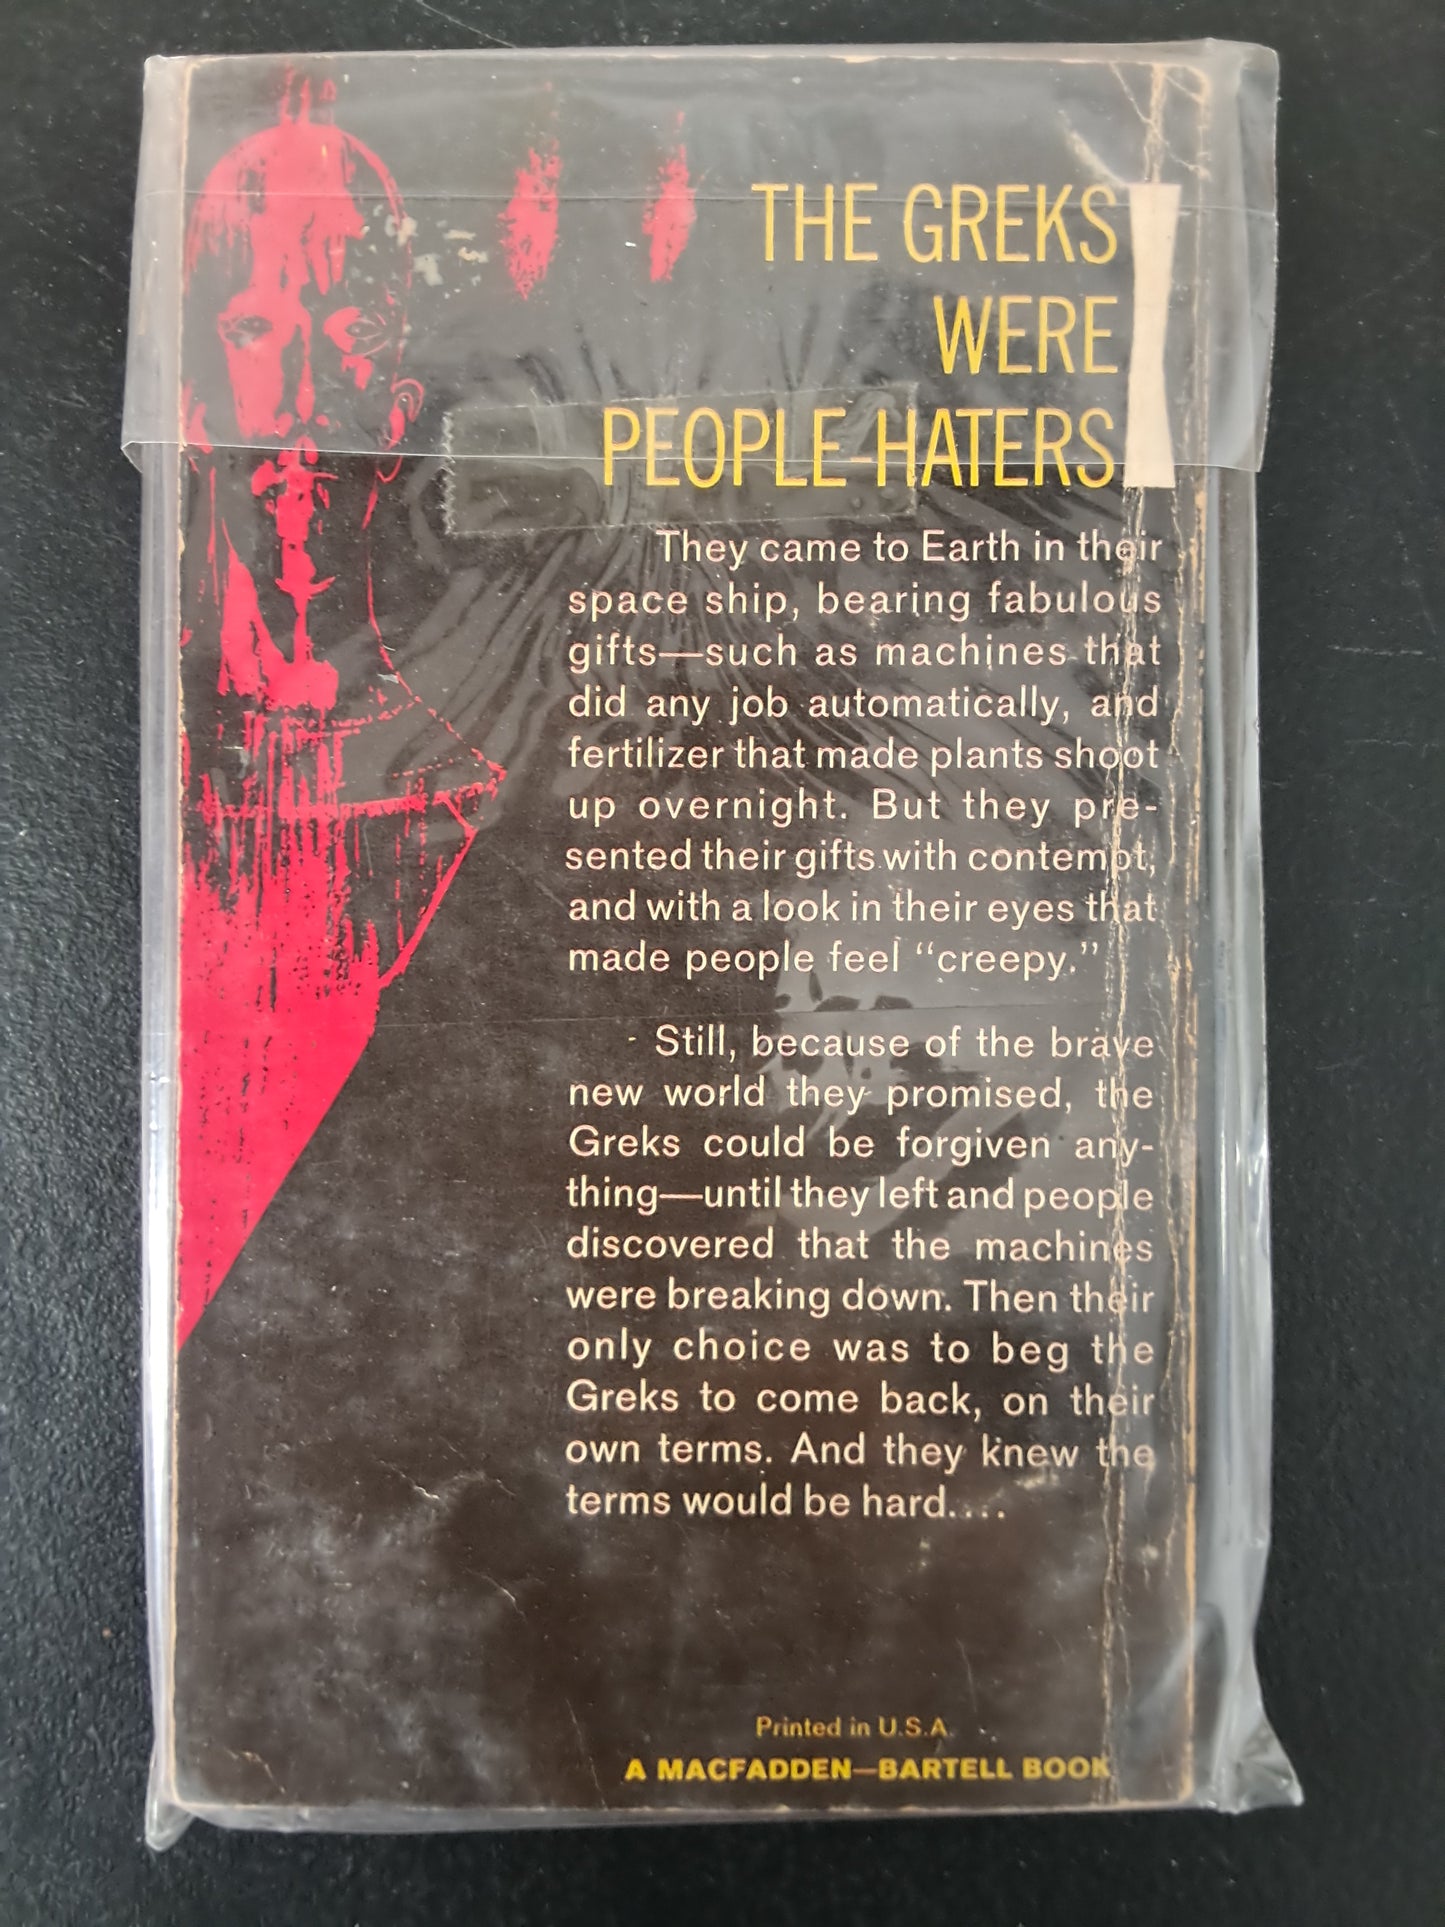 THE GREKS
WERE
PEOPLE-HATERS
They came to Earth in their
space ship, bearing fabulous
gifts—such as machines that
did any job automatically, and
fertilizer that made plants shoot
up overnight. But they pre-
sented their gifts with contempt,
and with a look in their eyes that
made people feel “creepy.”
Still, because of the brave
new world they promised, the
Greks could be forgiven any-
thing—until they left and people
discovered that the machines
were breaking down. Then their
only choice was to beg the
Greks to come back, on their
own terms. And they knew the
terms would be hard....
Printed in U.S.A.
A MACFADDEN—BARTELL BOOK